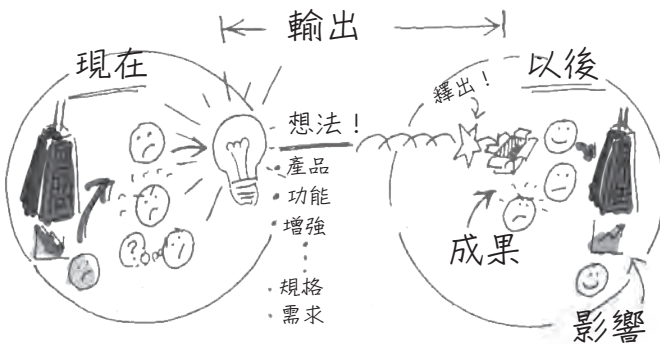 輸出
現在
以後
釋出！
想法！
產品
功能
增強
規格
需求
成果
影響
? ?